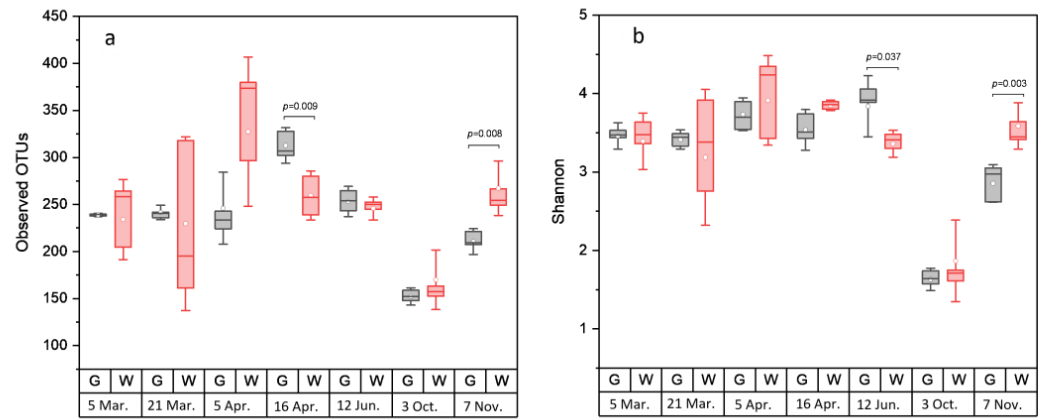 a
Observed OTUs
450
400
350
300
250
200
150
100
p=0.009
p=0.008
G W G W G W G W G W G W G W
5 Mar. 21 Mar. 5 Apr. 16 Apr. 12 Jun. 3 Oct. 7 Nov.
b
Shannon
5
4
3
2
1
p=0.037
p=0.003
G W G W G W G W G W G W G W
5 Mar. 21 Mar. 5 Apr. 16 Apr. 12 Jun. 3 Oct. 7 Nov.